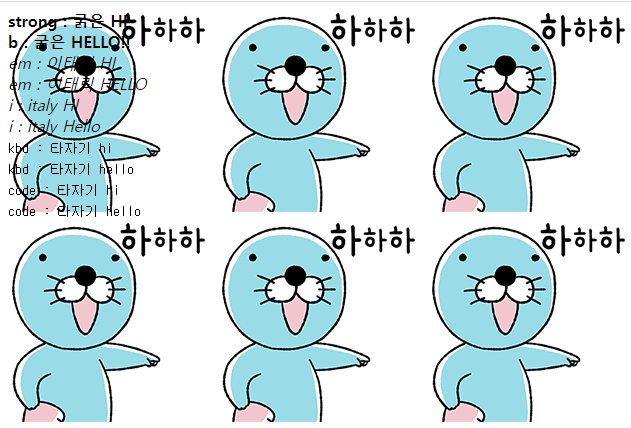 strong : 굵은 HI
하하하 하하하 하하하
b : 굵은 HELLO!!
em : 이태릭 HI
em : 이태릭 HELLO
i : italy HI
i : italy Hello
kbd : 타자기 hi
kbd : 타자기 hello
code : 타자기 hi
code : 타자기 hello
하하하 하하하 하하하